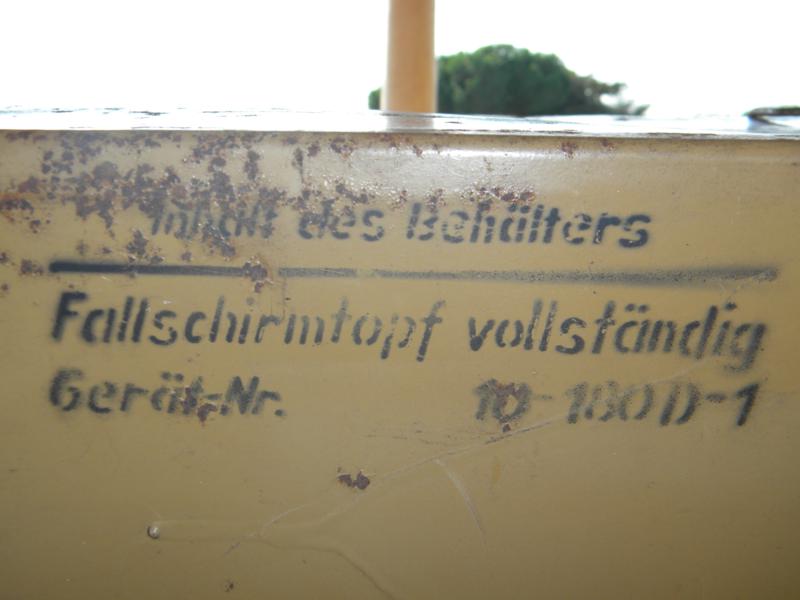 Inhalt des Behälters
Fallschirmtopf vollständig
Gerät-Nr. 10-180D-1